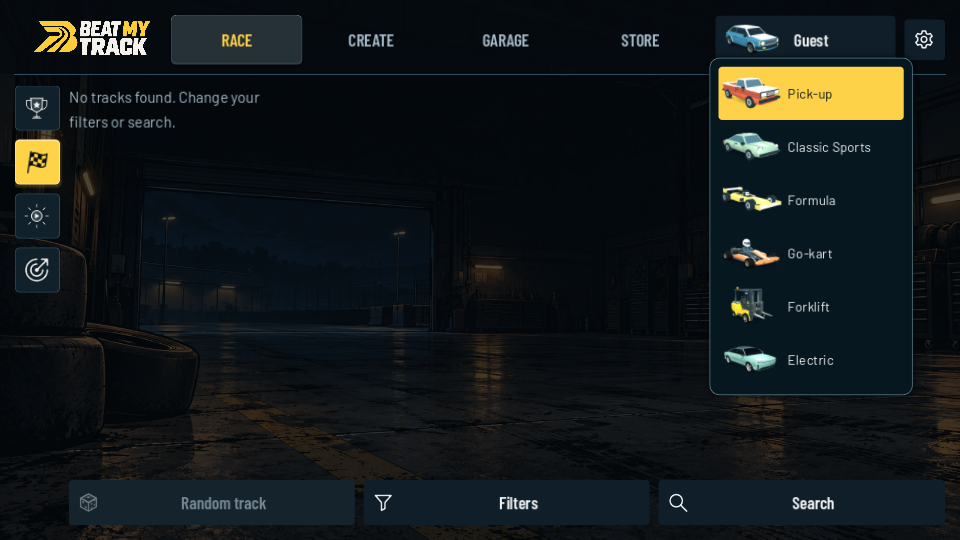 BEAT MY
TRACK
RACE
CREATE
GARAGE
STORE
Guest
No tracks found. Change your
filters or search.
Pick-up
Classic Sports
Formula
Go-kart
Forklift
Electric
Random track
Filters
Search